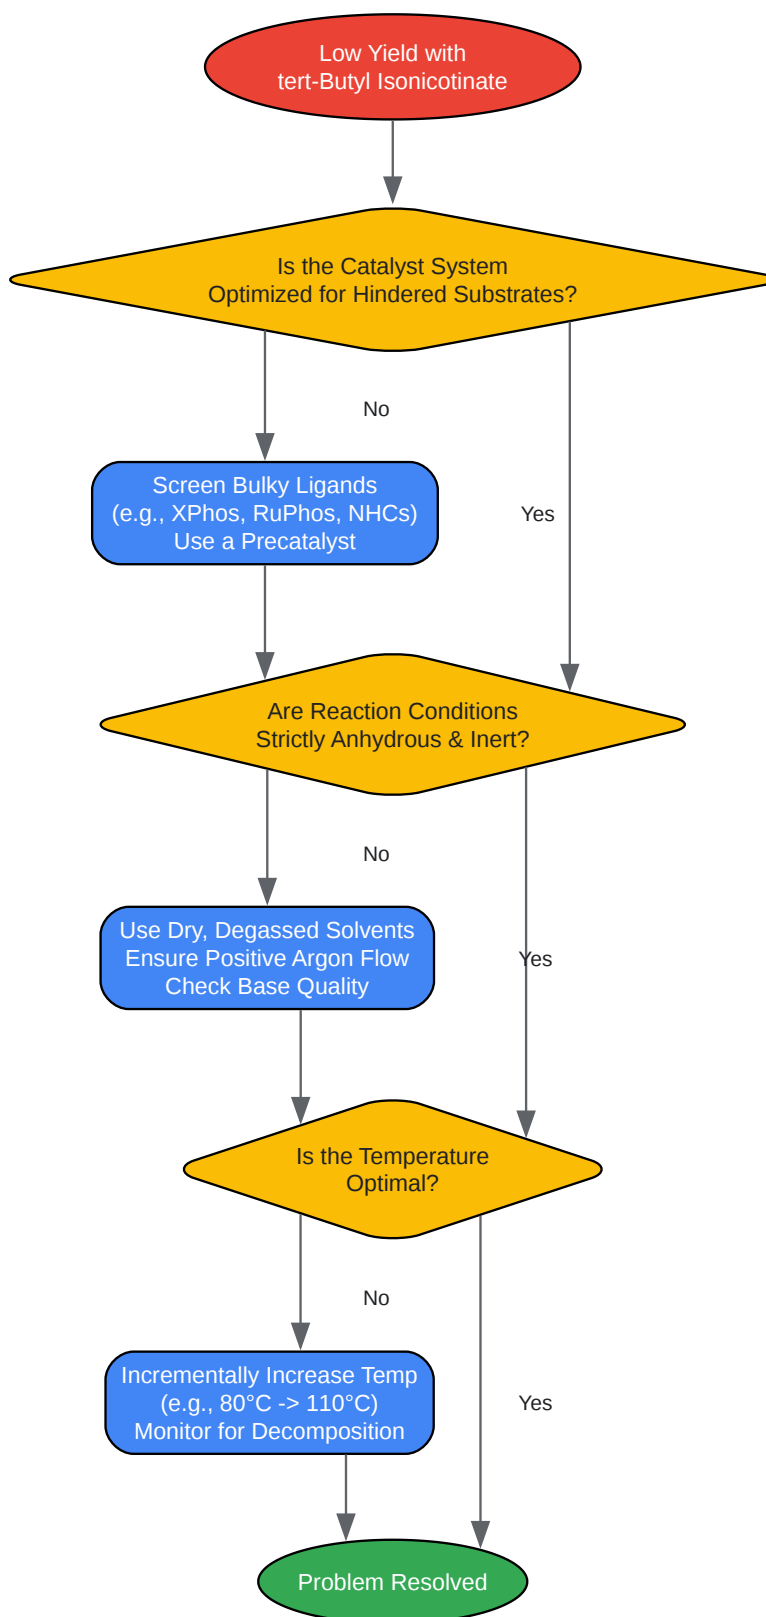 Low Yield with
tert-Butyl Isonicotinate
Is the Catalyst System
Optimized for Hindered Substrates?
No
Screen Bulky Ligands
(e.g., XPhos, RuPhos, NHCs)
Use a Precatalyst
Yes
Are Reaction Conditions
Strictly Anhydrous & Inert?
No
Use Dry, Degassed Solvents
Ensure Positive Argon Flow
Check Base Quality
Yes
Is the Temperature
Optimal?
No
Incrementally Increase Temp
(e.g., 80°C -> 110°C)
Monitor for Decomposition
Yes
Problem Resolved